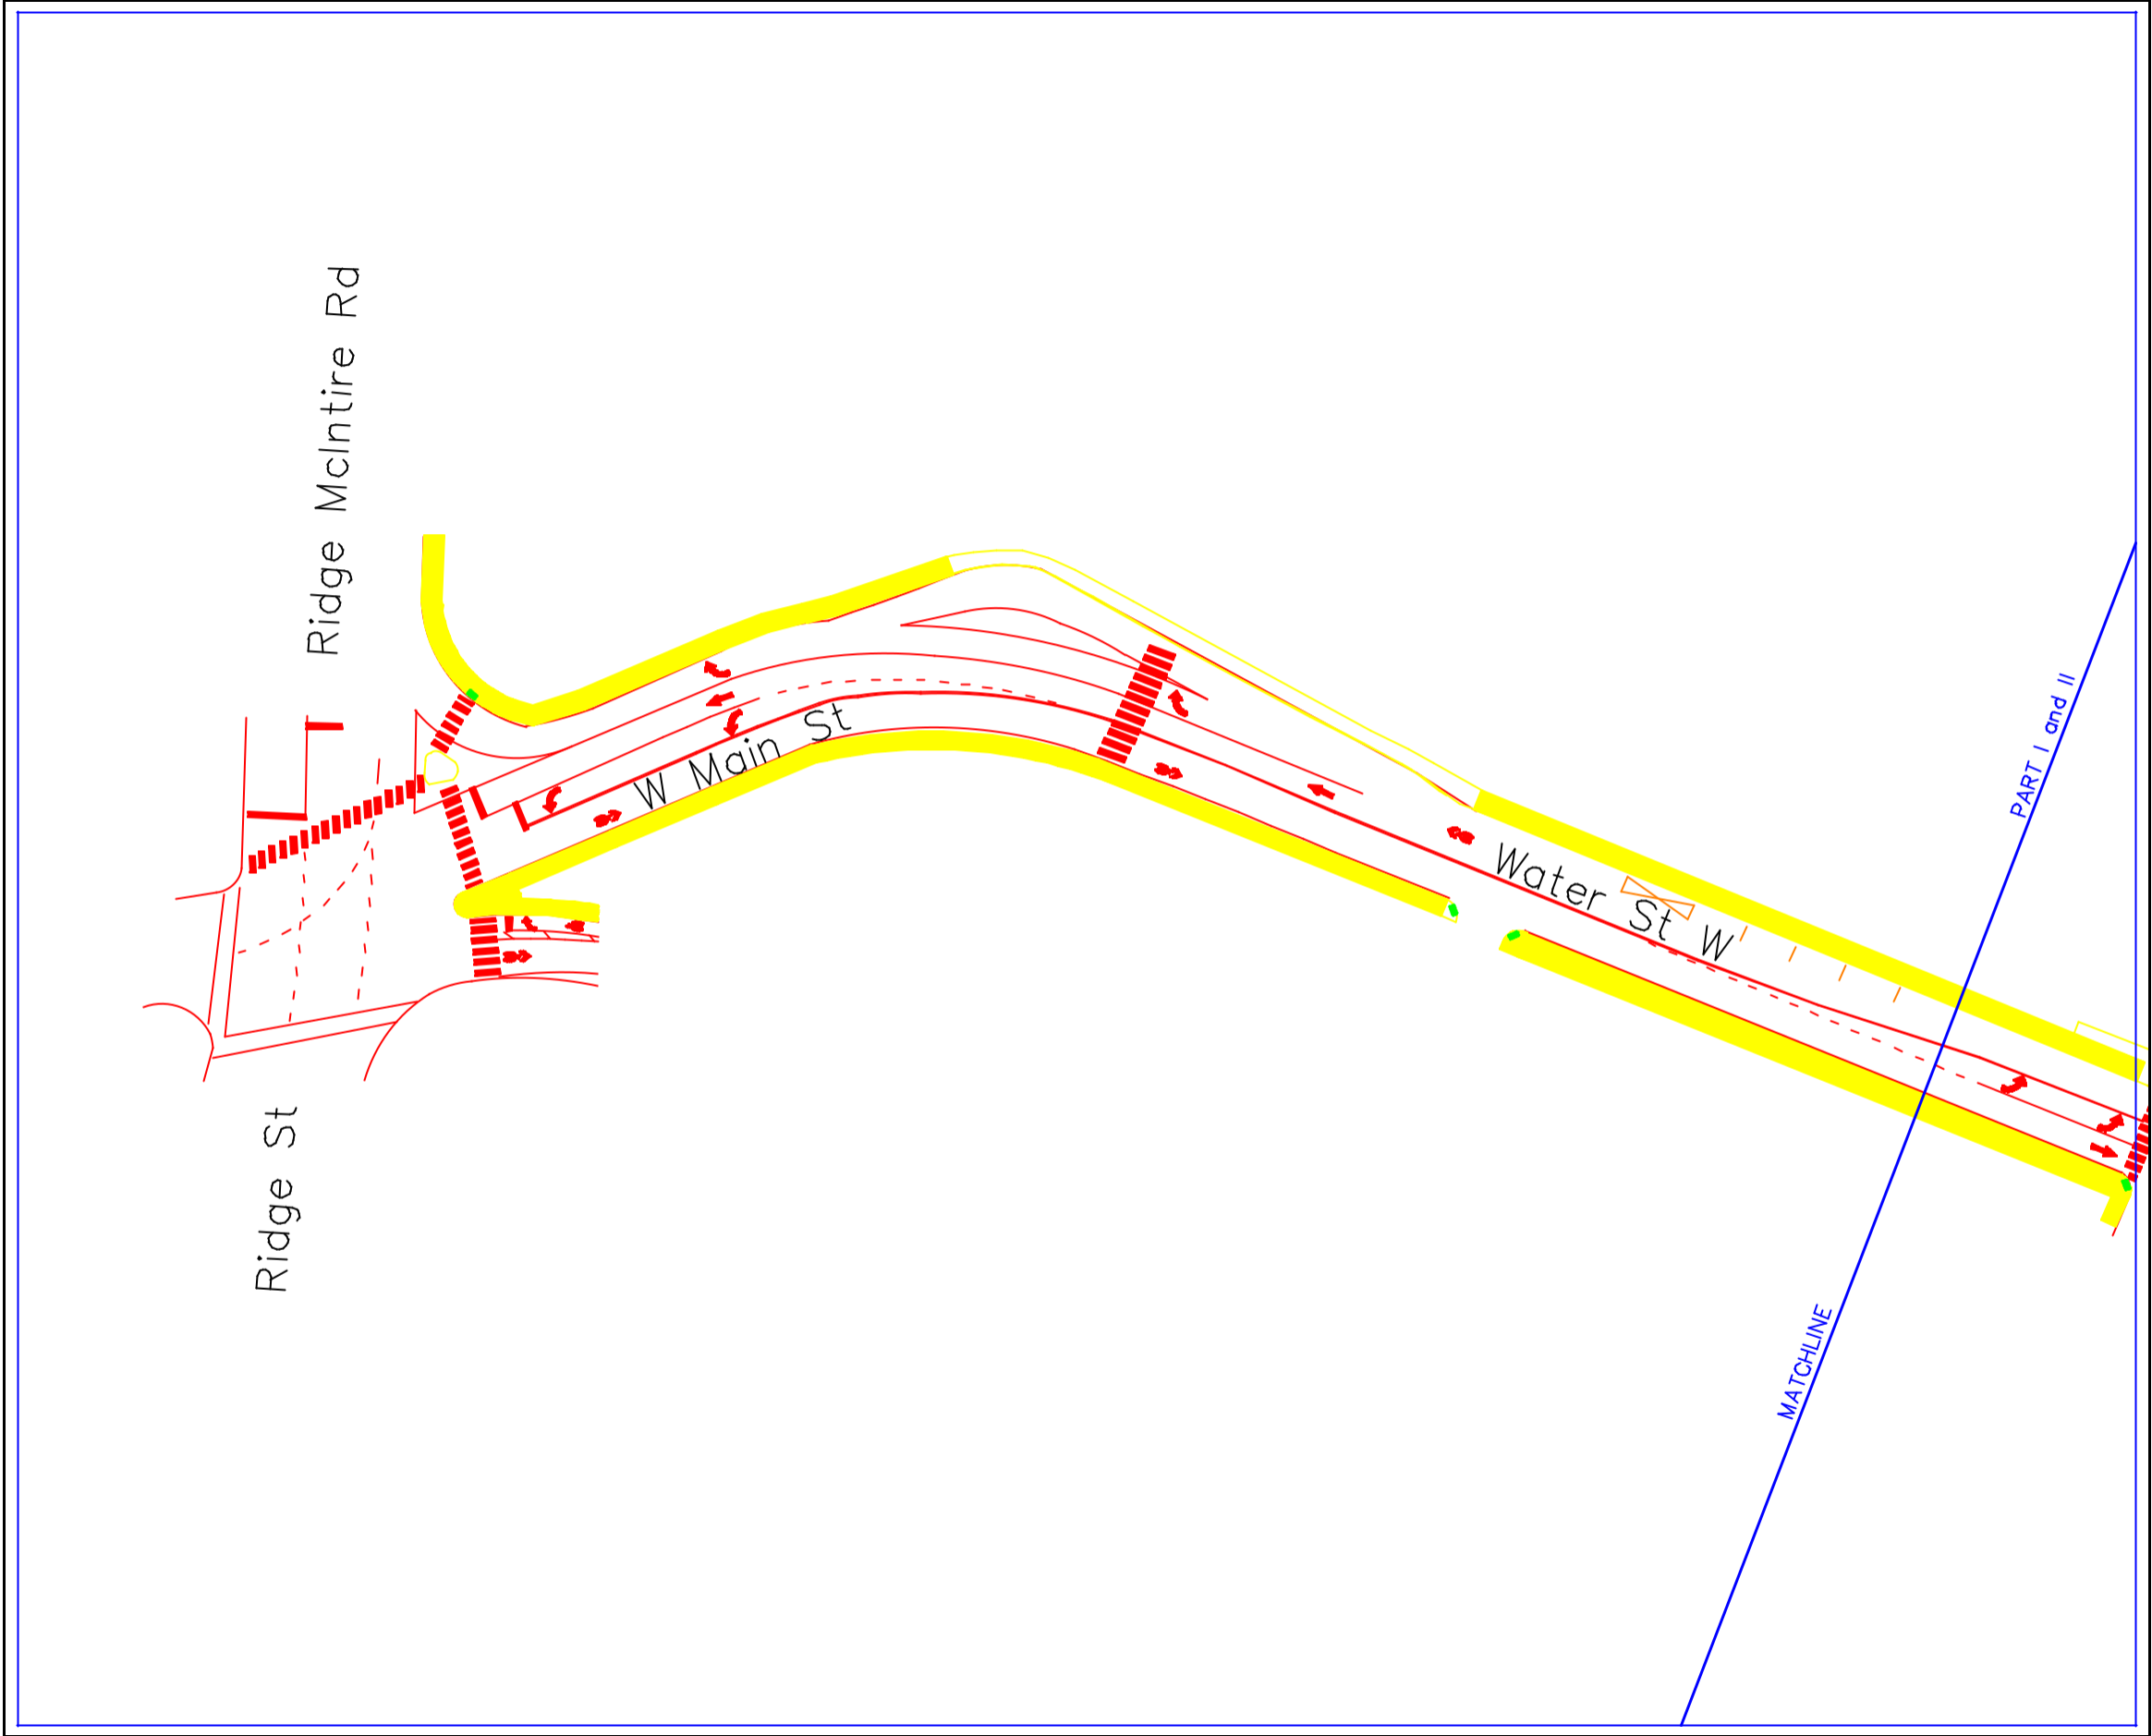 Ridge McIntire Rd
W Main St
Water St W
PART I and II
Ridge St
MATCHLINE